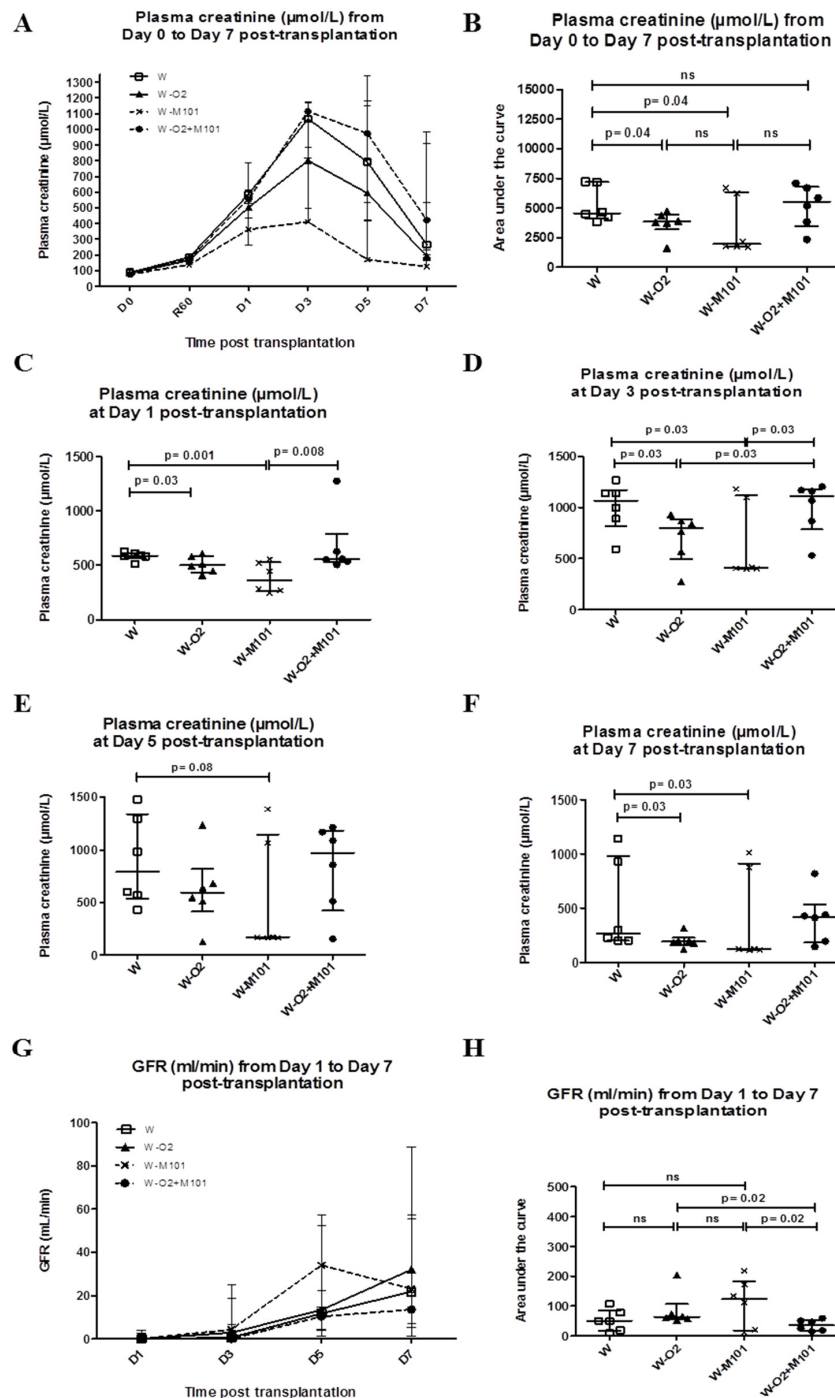 A
Plasma creatinine (µmol/L) from
Day 0 to Day 7 post-transplantation
W
W-O2
W-M101
W-O2+M101
Plasma creatinine (µmol/L)
1300
1200
1100
1000
900
800
700
600
500
400
300
200
100
0
D0
R60
D1
D3
D5
D7
Time post transplantation
B
Plasma creatinine (µmol/L) from
Day 0 to Day 7 post-transplantation
Area under the curve
15000
12500
10000
7500
5000
2500
0
ns
p= 0.04
p= 0.04
ns
ns
W
W-O2
W-M101
W-O2+M101
C
Plasma creatinine (µmol/L)
at Day 1 post-transplantation
Plasma creatinine (µmol/L)
1500
1000
500
0
p= 0.001
p= 0.008
p= 0.03
W
W-O2
W-M101
W-O2+M101
D
Plasma creatinine (µmol/L)
at Day 3 post-transplantation
Plasma creatinine (µmol/L)
1500
1000
500
0
p= 0.03
p= 0.03
p= 0.03
p= 0.03
W
W-O2
W-M101
W-O2+M101
E
Plasma creatinine (µmol/L)
at Day 5 post-transplantation
Plasma creatinine (µmol/L)
1500
1000
500
0
p= 0.08
W
W-O2
W-M101
W-O2+M101
F
Plasma creatinine (µmol/L)
at Day 7 post-transplantation
Plasma creatinine (µmol/L)
1500
1000
500
0
p= 0.03
p= 0.03
W
W-O2
W-M101
W-O2+M101
G
GFR (ml/min) from Day 1 to Day 7
post-transplantation
W
W-O2
W-M101
W-O2+M101
GFR (mL/min)
100
80
60
40
20
0
D1
D3
D5
D7
Time post transplantation
H
GFR (ml/min) from Day 1 to Day 7
post-transplantation
Area under the curve
500
400
300
200
100
0
ns
p= 0.02
ns
ns
p= 0.02
W
W-O2
W-M101
W-O2+M101